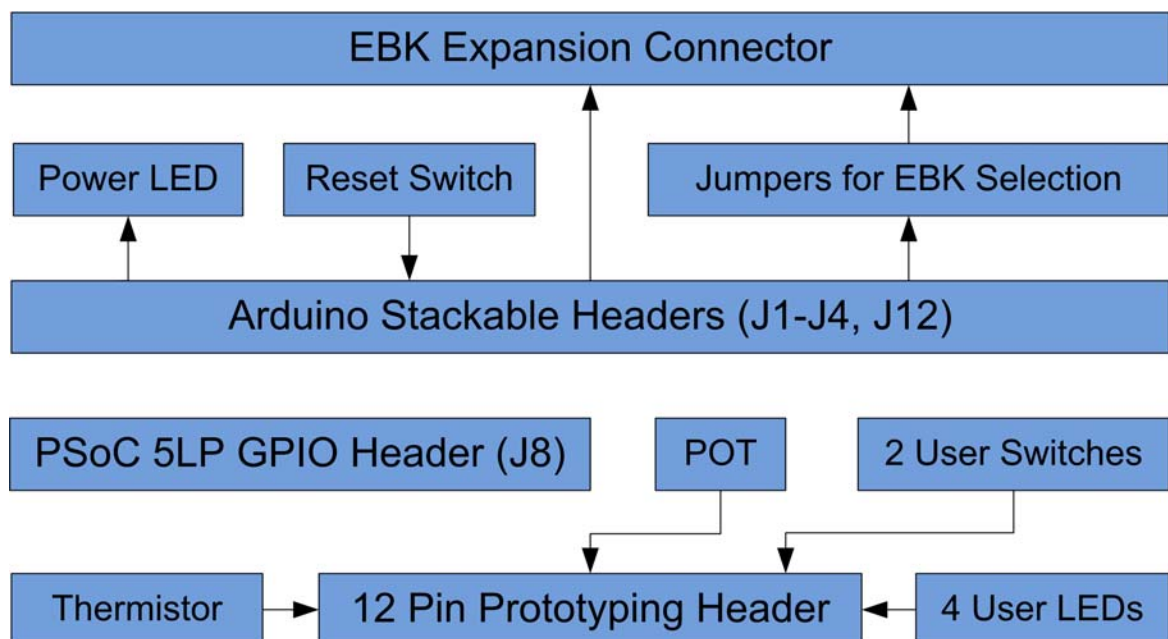 EBK Expansion Connector
Power LED
Reset Switch
Jumpers for EBK Selection
Arduino Stackable Headers (J1-J4, J12)
PSoC 5LP GPIO Header (J8)
POT
2 User Switches
Thermistor
12 Pin Prototyping Header
4 User LEDs